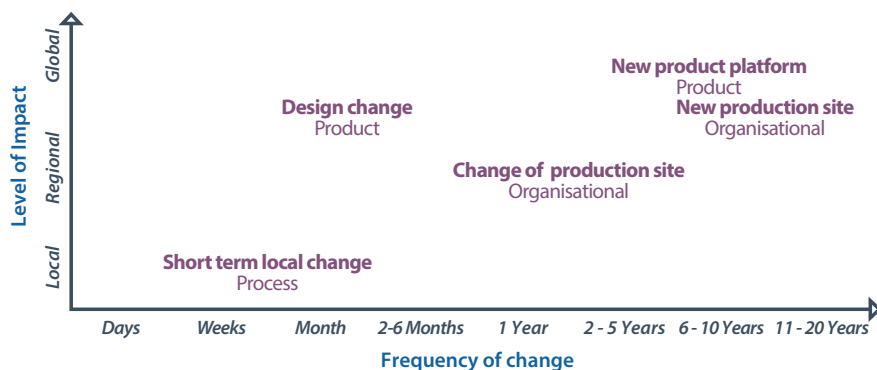 Level of Impact
Global
Regional
Local
New product platform
Product
Design change
Product
New production site
Organisational
Change of production site
Organisational
Short term local change
Process
Days
Weeks
Month
2-6 Months
1 Year
2 - 5 Years
6 - 10 Years
11 - 20 Years
Frequency of change